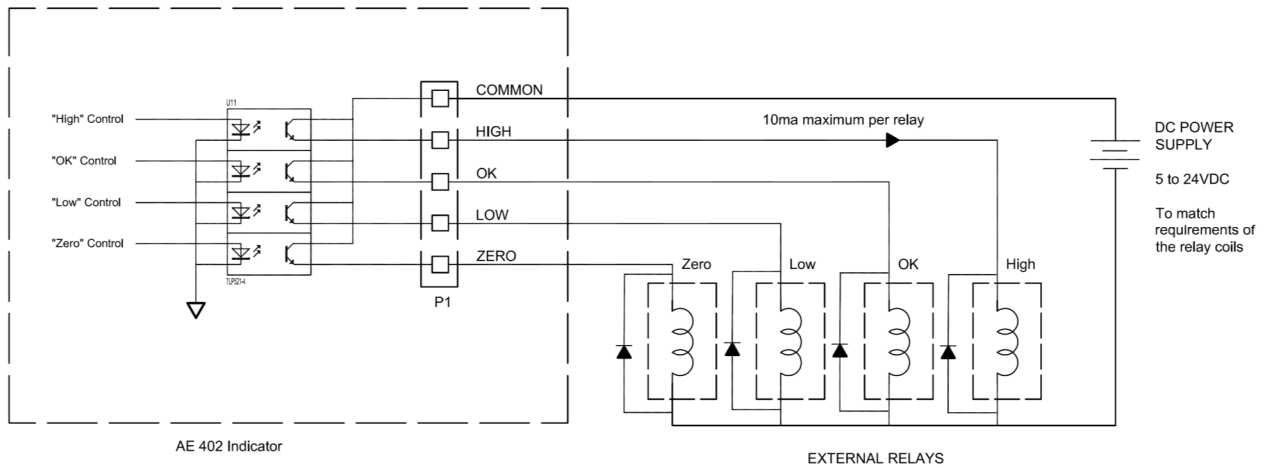 U11
"High" Control
"OK" Control
"Low" Control
"Zero" Control
TLP521-4
COMMON
HIGH
OK
LOW
ZERO
P1
10ma maximum per relay
DC POWER
SUPPLY
5 to 24VDC
To match
requirements of
the relay coils
Zero
Low
OK
High
AE 402 Indicator
EXTERNAL RELAYS